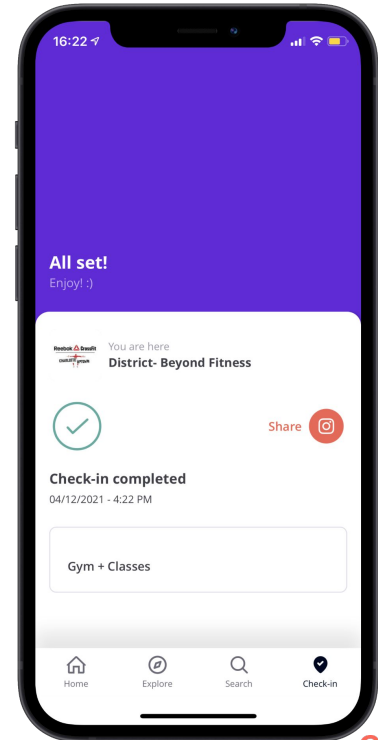 16:22
All set!
Enjoy! :)
Reebok CrossFit
You are here
District- Beyond Fitness
Share
Check-in completed
04/12/2021 - 4:22 PM
Gym + Classes
Home
Explore
Search
Check-in